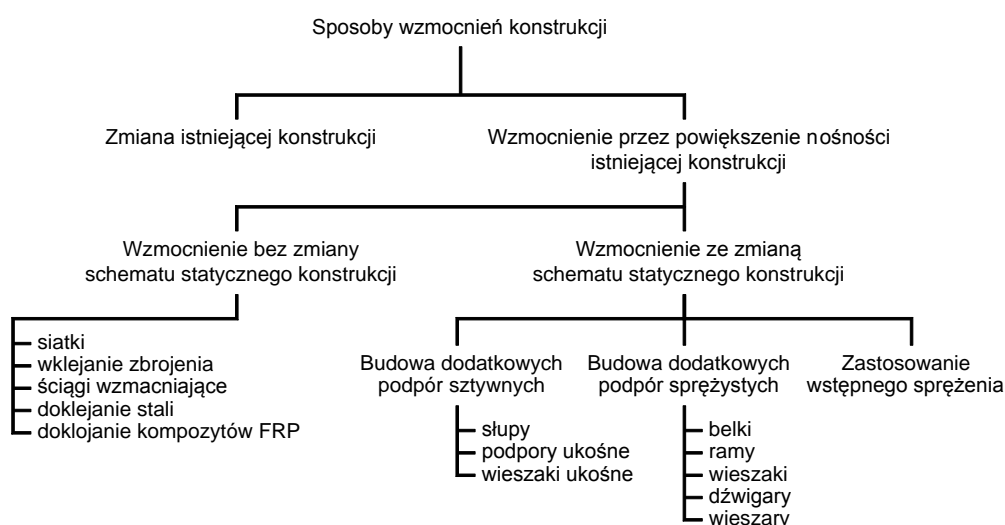 Sposoby wzmocnień konstrukcji
Zmiana istniejącej konstrukcji
Wzmocnienie przez powiększenie nośności
istniejącej konstrukcji
Wzmocnienie bez zmiany
schematu statycznego konstrukcji
Wzmocnienie ze zmianą
schematu statycznego konstrukcji
siatki
wklejanie zbrojenia
ściągi wzmacniające
doklejanie stali
doklojanie kompozytów FRP
Budowa dodatkowych
podpór sztywnych
słupy
podpory ukośne
wieszaki ukośne
Budowa dodatkowych
podpór sprężystych
belki
ramy
wieszaki
dźwigary
wieszary
Zastosowanie
wstępnego sprężenia